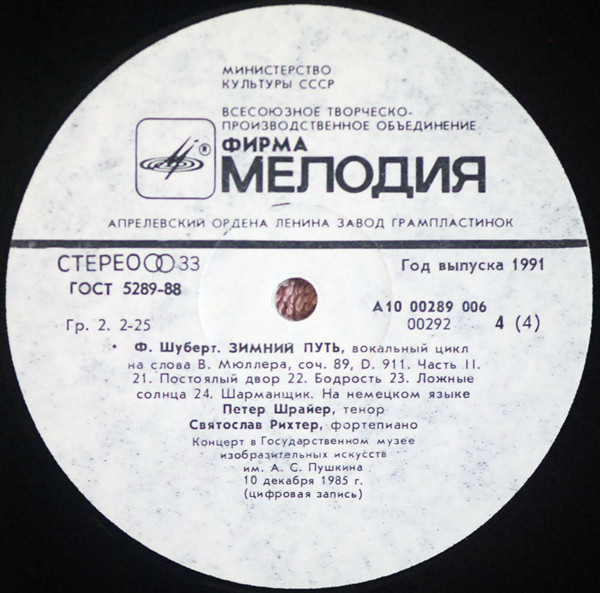 МИНИСТЕРСТВО
КУЛЬТУРЫ СССР
ВСЕСОЮЗНОЕ ТВОРЧЕСКО-
ПРОИЗВОДСТВЕННОЕ ОБЪЕДИНЕНИЕ
®
ФИРМА
МЕЛОДИЯ
АПРЕЛЕВСКИЙ ОРДЕНА ЛЕНИНА ЗАВОД ГРАМПЛАСТИНОК
СТЕРЕО 33
Год выпуска 1991
ГОСТ 5289-88
А10 00289 006
Гр. 2. 2-25
00292 4 (4)
• Ф. Шуберт. ЗИМНИЙ ПУТЬ, вокальный цикл
на слова В. Мюллера, соч. 89, D. 911. Часть II.
21. Постоялый двор 22. Бодрость 23. Ложные
солнца 24. Шарманщик. На немецком языке
Петер Шрайер, тенор
Святослав Рихтер, фортепиано
Концерт в Государственном музее
изобразительных искусств
им. А. С. Пушкина
10 декабря 1985 г.
(цифровая запись)